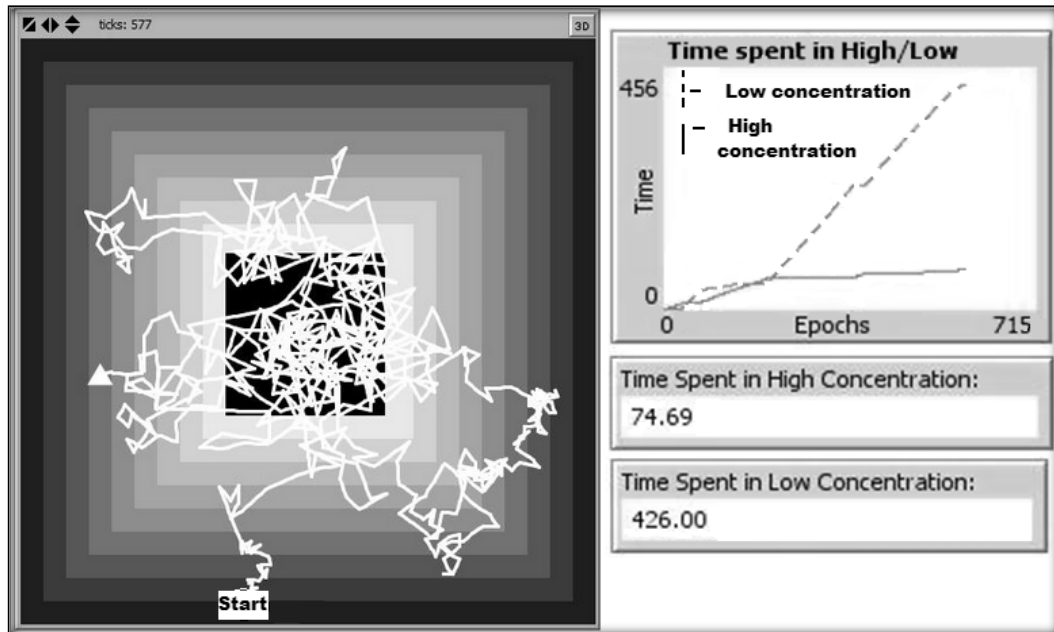 ticks: 577
3D
Start
Time spent in High/Low
456
Low concentration
High
concentration
Time
0
0
Epochs
715
Time Spent in High Concentration:
74.69
Time Spent in Low Concentration:
426.00